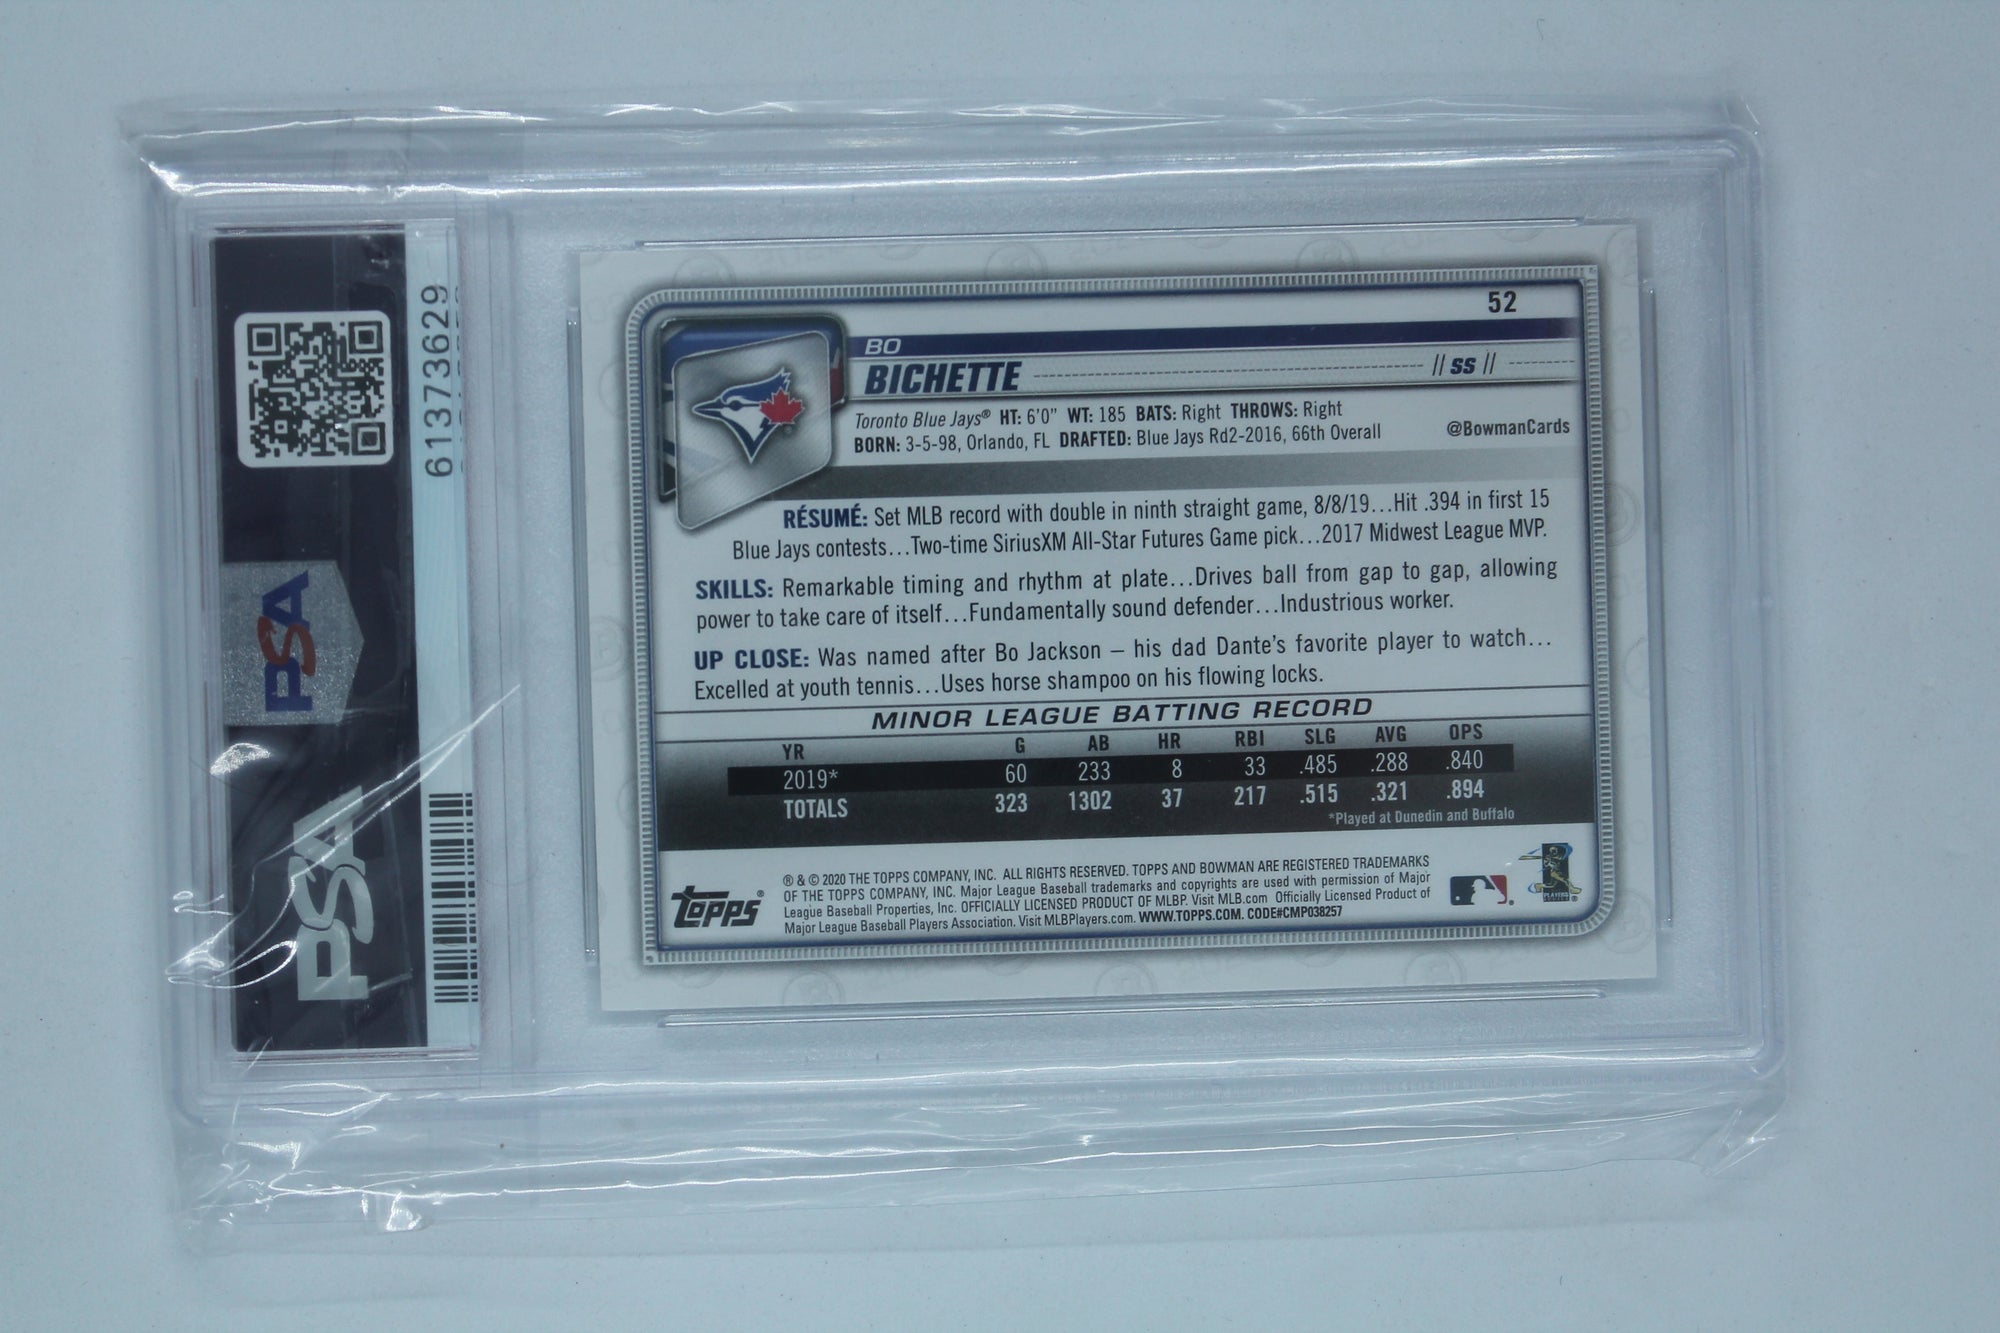 61373629
PSA
PSA
52
BO
BICHETTE
// SS //
Toronto Blue Jays® HT: 6'0" WT: 185 BATS: Right THROWS: Right
BORN: 3-5-98, Orlando, FL DRAFTED: Blue Jays Rd2-2016, 66th Overall
@BowmanCards
RÉSUMÉ: Set MLB record with double in ninth straight game, 8/8/19...Hit .394 in first 15
Blue Jays contests...Two-time SiriusXM All-Star Futures Game pick...2017 Midwest League MVP.
SKILLS: Remarkable timing and rhythm at plate...Drives ball from gap to gap, allowing
power to take care of itself...Fundamentally sound defender...Industrious worker.
UP CLOSE: Was named after Bo Jackson – his dad Dante's favorite player to watch...
Excelled at youth tennis...Uses horse shampoo on his flowing locks.
MINOR LEAGUE BATTING RECORD
YR G AB HR RBI SLG AVG OPS
2019* 60 233 8 33 .485 .288 .840
TOTALS 323 1302 37 217 .515 .321 .894
*Played at Dunedin and Buffalo
TOPPS®
® & © 2020 THE TOPPS COMPANY, INC. ALL RIGHTS RESERVED. TOPPS AND BOWMAN ARE REGISTERED TRADEMARKS
OF THE TOPPS COMPANY, INC. Major League Baseball trademarks and copyrights are used with permission of Major
League Baseball Properties, Inc. OFFICIALLY LICENSED PRODUCT OF MLBP. Visit MLB.com Officially Licensed Product of
Major League Baseball Players Association. Visit MLBPlayers.com. WWW.TOPPS.COM. CODE#CMP038257